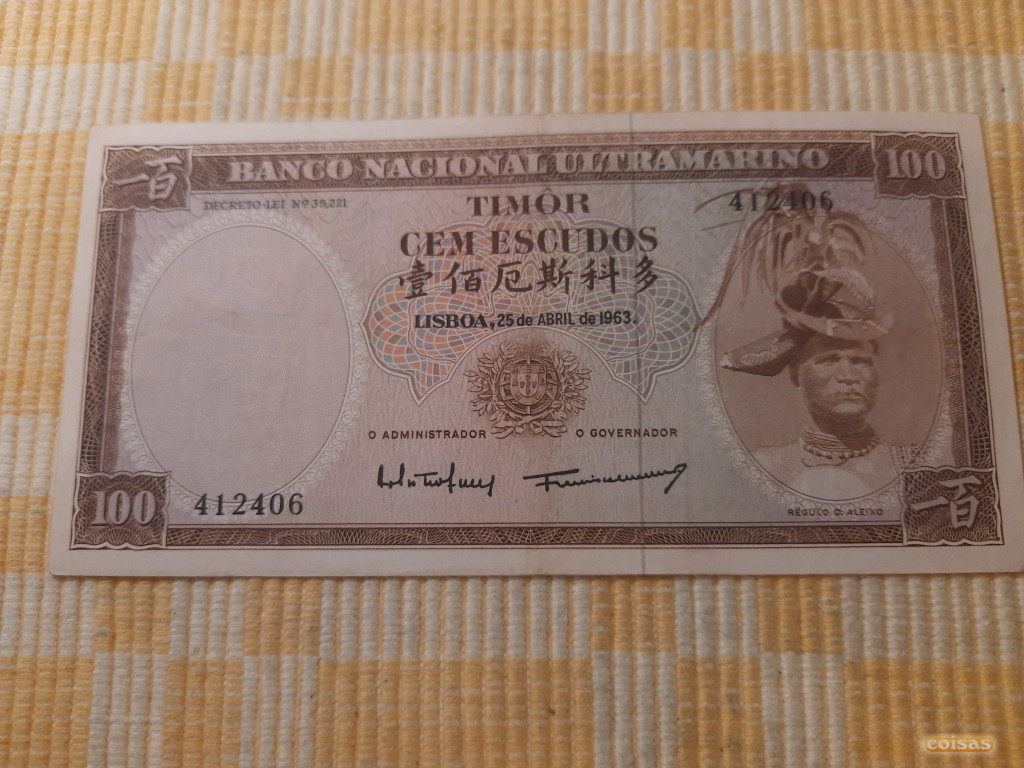 一百 BANCO NACIONAL ULTRAMARINO 100
DECRETO-LEI Nº 39,221 TIMÔR 412406
CEM ESCUDOS
壹佰厄斯科多
LISBOA, 25 de ABRIL de 1963.
O ADMINISTRADOR O GOVERNADOR
100 412406 RÉGULO D. ALEIXO 一百
coisas